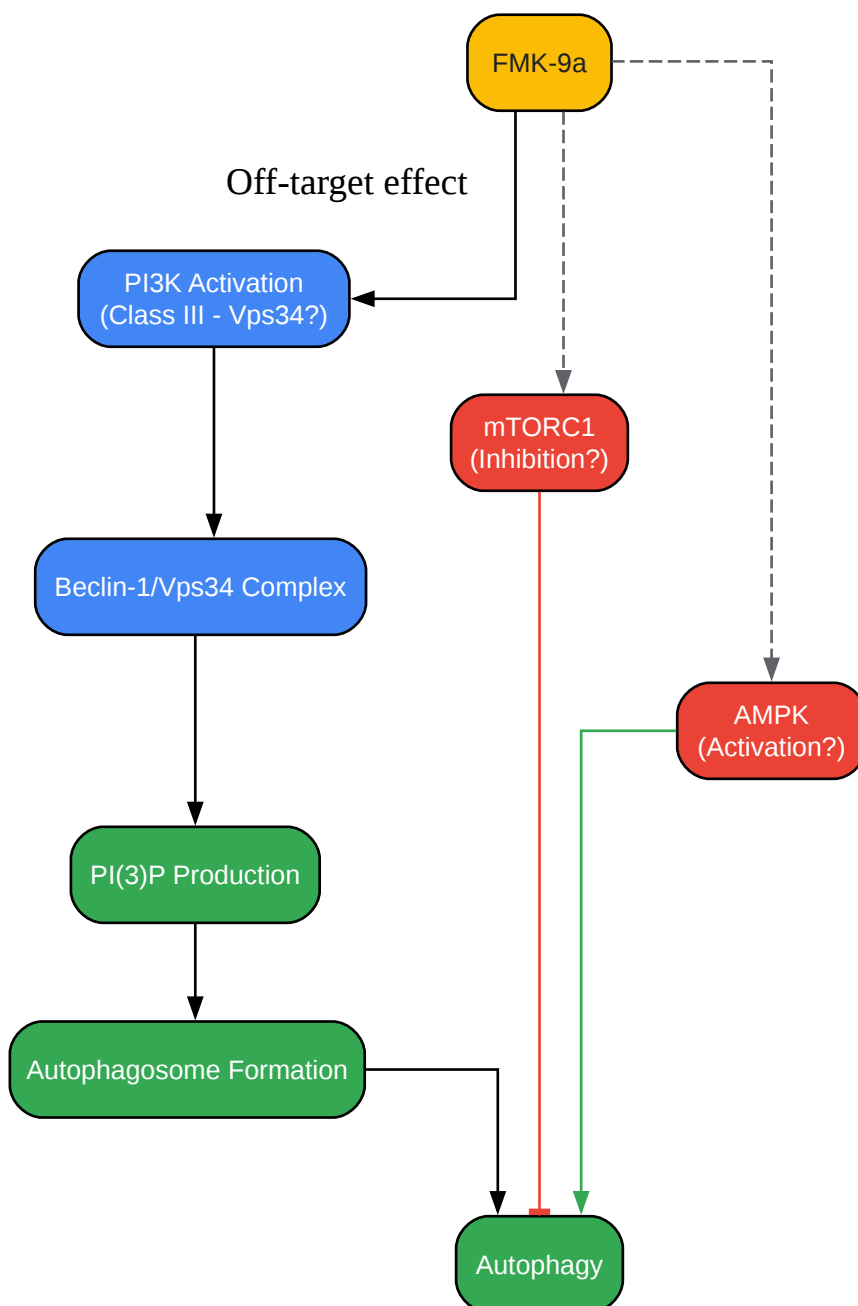 FMK-9a
Off-target effect
PI3K Activation
(Class III - Vps34?)
mTORC1
(Inhibition?)
Beclin-1/Vps34 Complex
AMPK
(Activation?)
PI(3)P Production
Autophagosome Formation
Autophagy